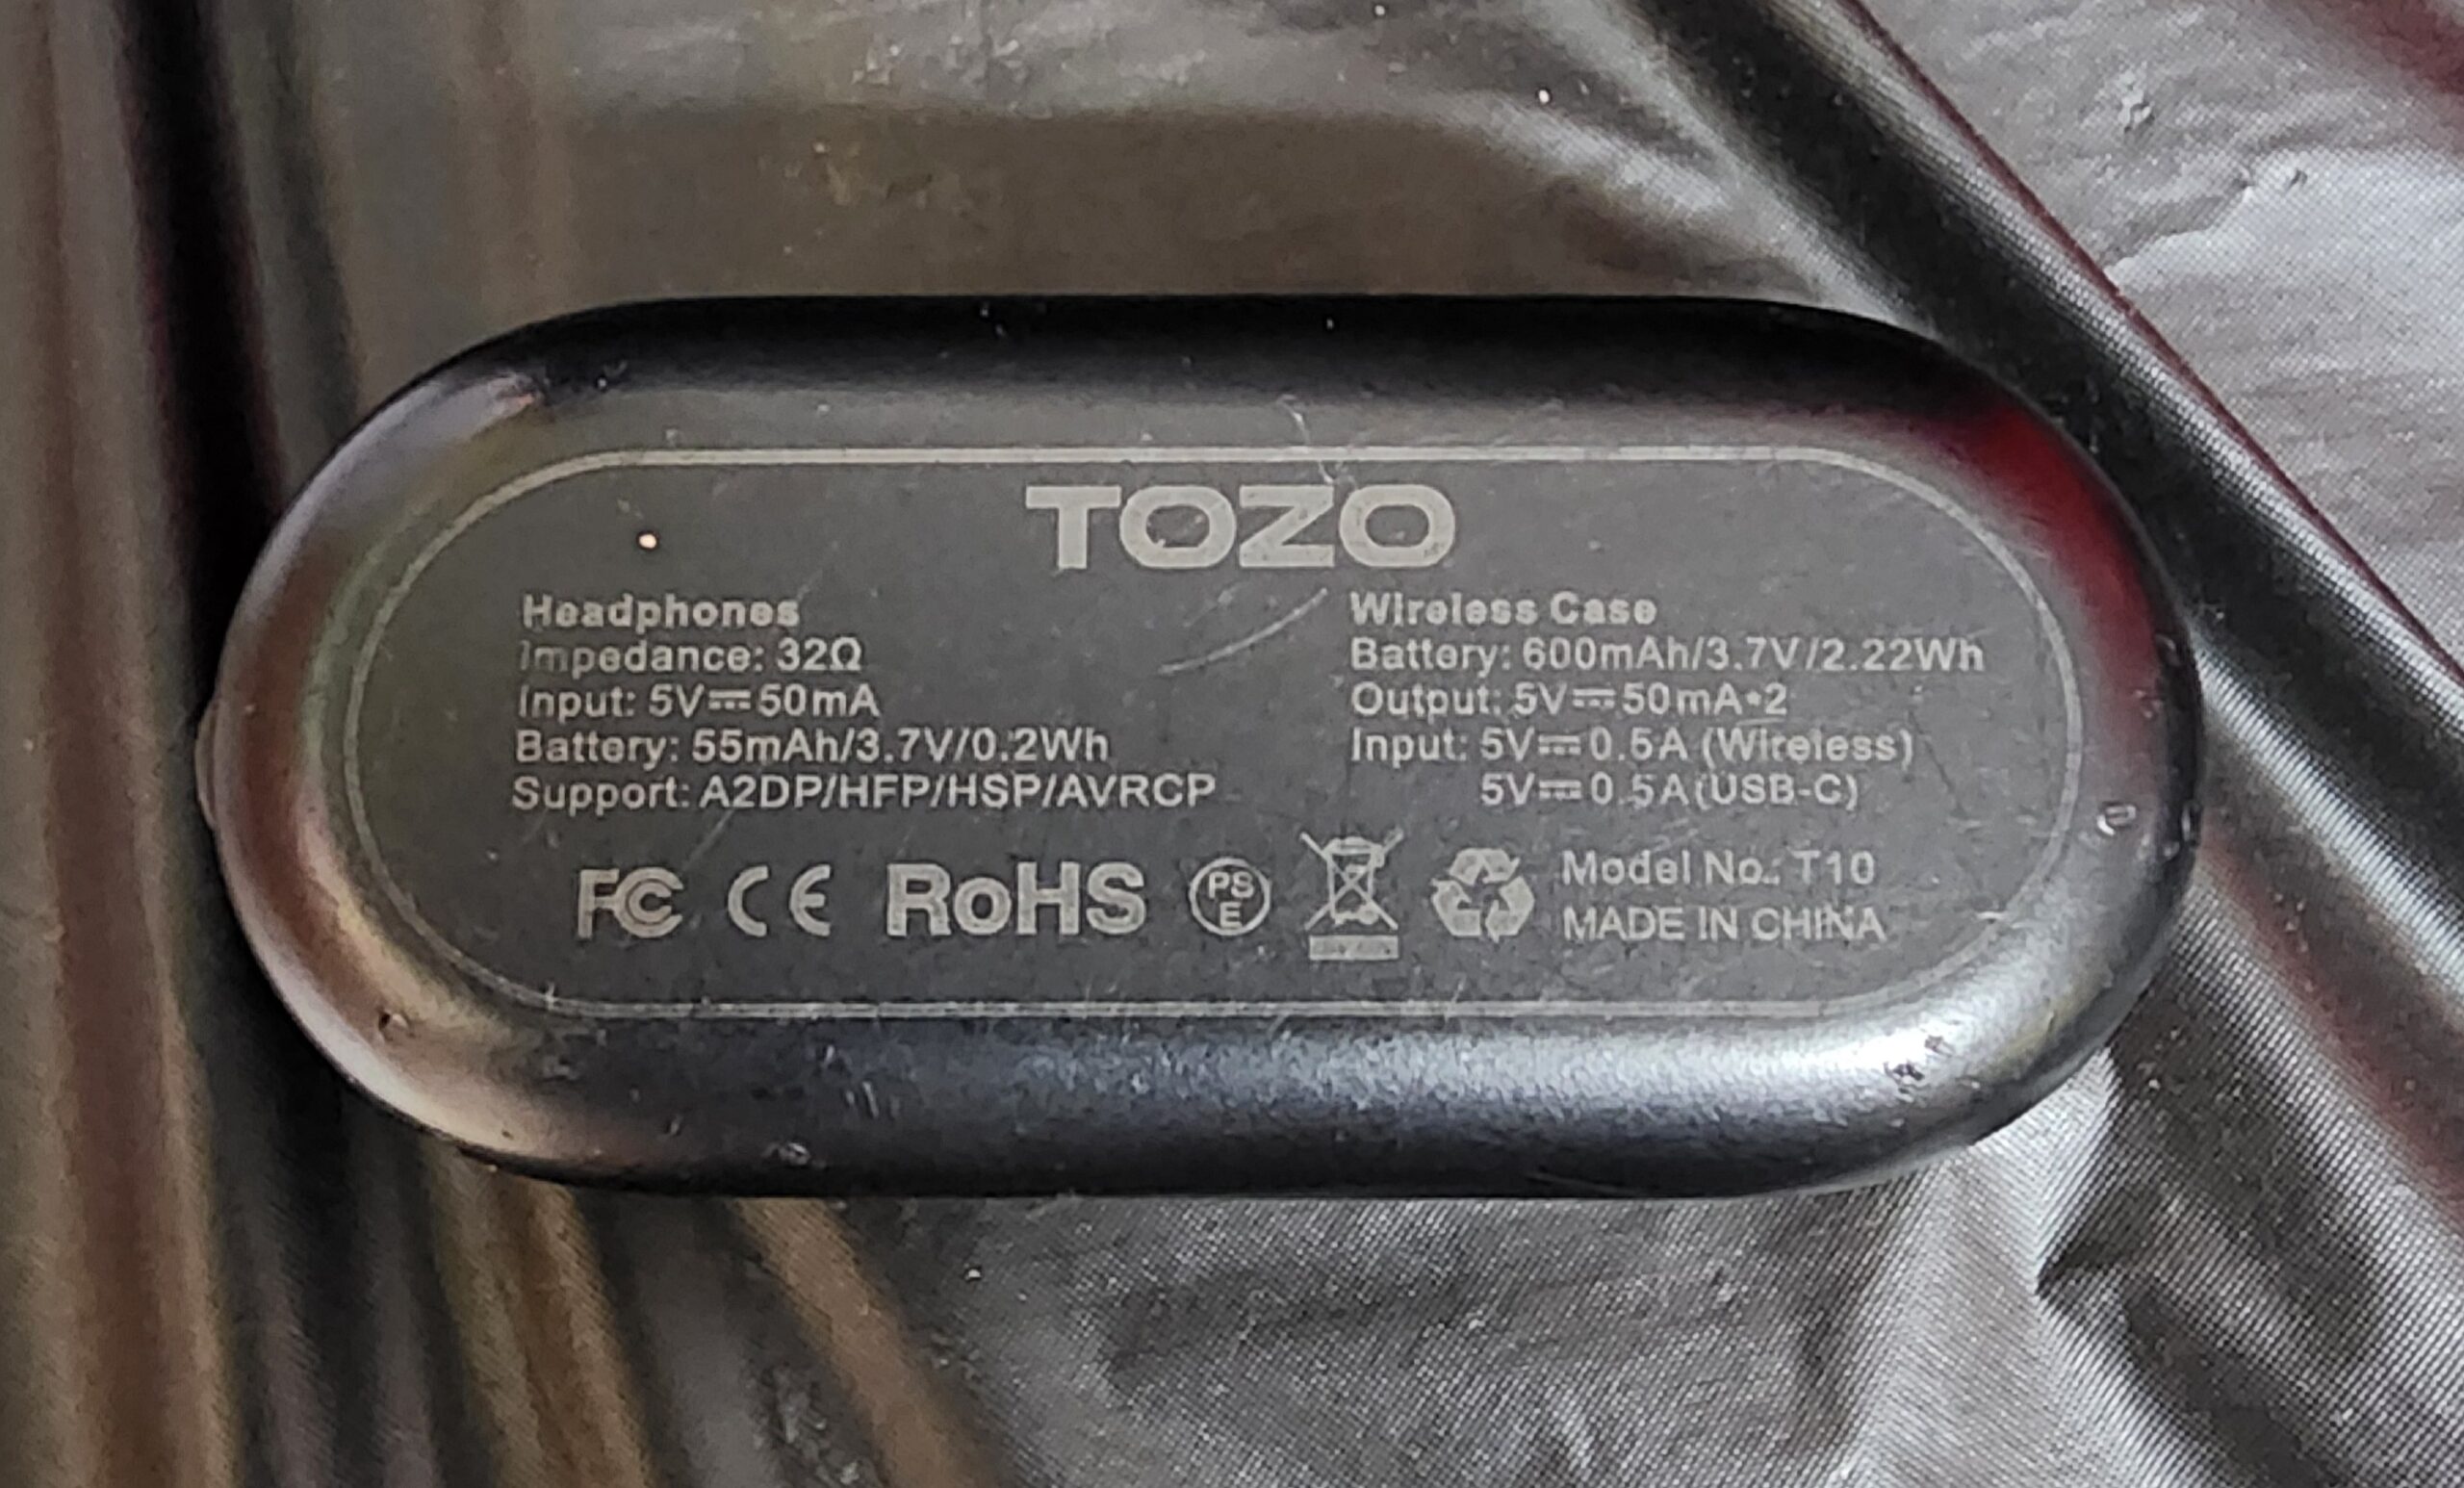 TOZO
Headphones
Impedance: 32Ω
Input: 5V⎓50mA
Battery: 55mAh/3.7V/0.2Wh
Support: A2DP/HFP/HSP/AVRCP
Wireless Case
Battery: 600mAh/3.7V/2.22Wh
Output: 5V⎓50mA*2
Input: 5V⎓0.5A (Wireless)
5V⎓0.5A(USB-C)
FC CE RoHS PSE
Model No.: T10
MADE IN CHINA